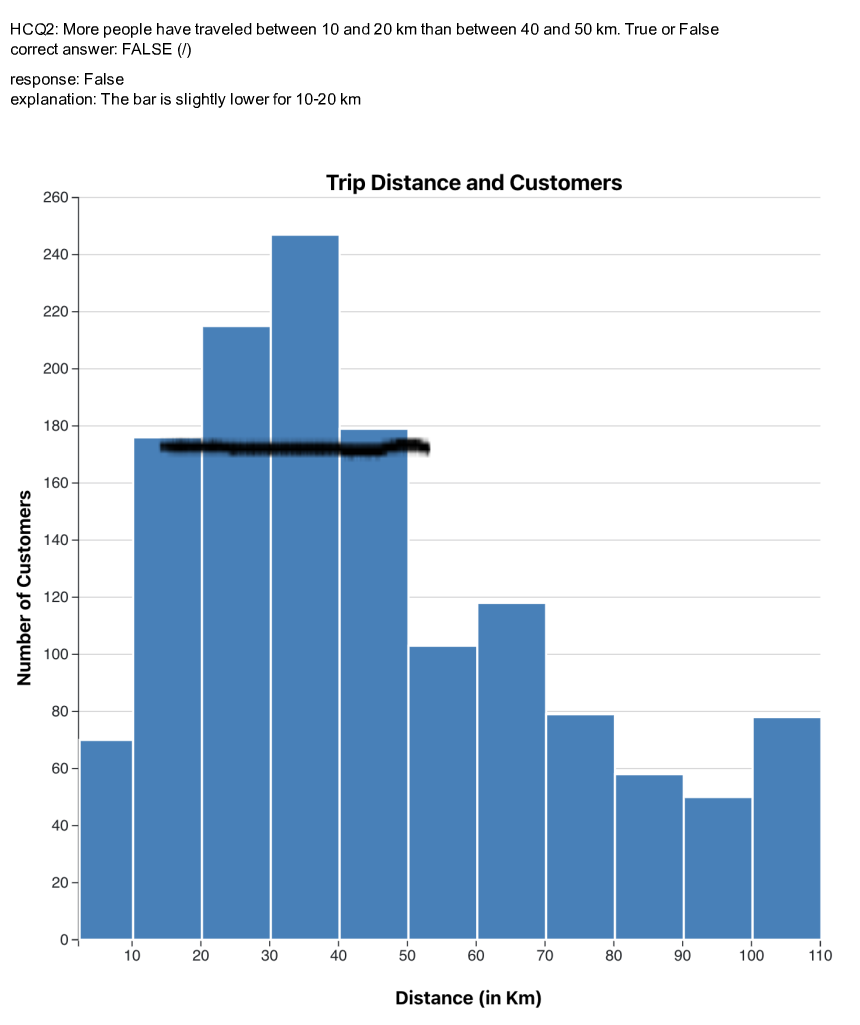 HCQ2: More people have traveled between 10 and 20 km than between 40 and 50 km. True or False
correct answer: FALSE (/)
response: False
explanation: The bar is slightly lower for 10-20 km
Trip Distance and Customers
260
240
220
200
180
160
140
120
100
80
60
40
20
0
Number of Customers
10 20 30 40 50 60 70 80 90 100 110
Distance (in Km)